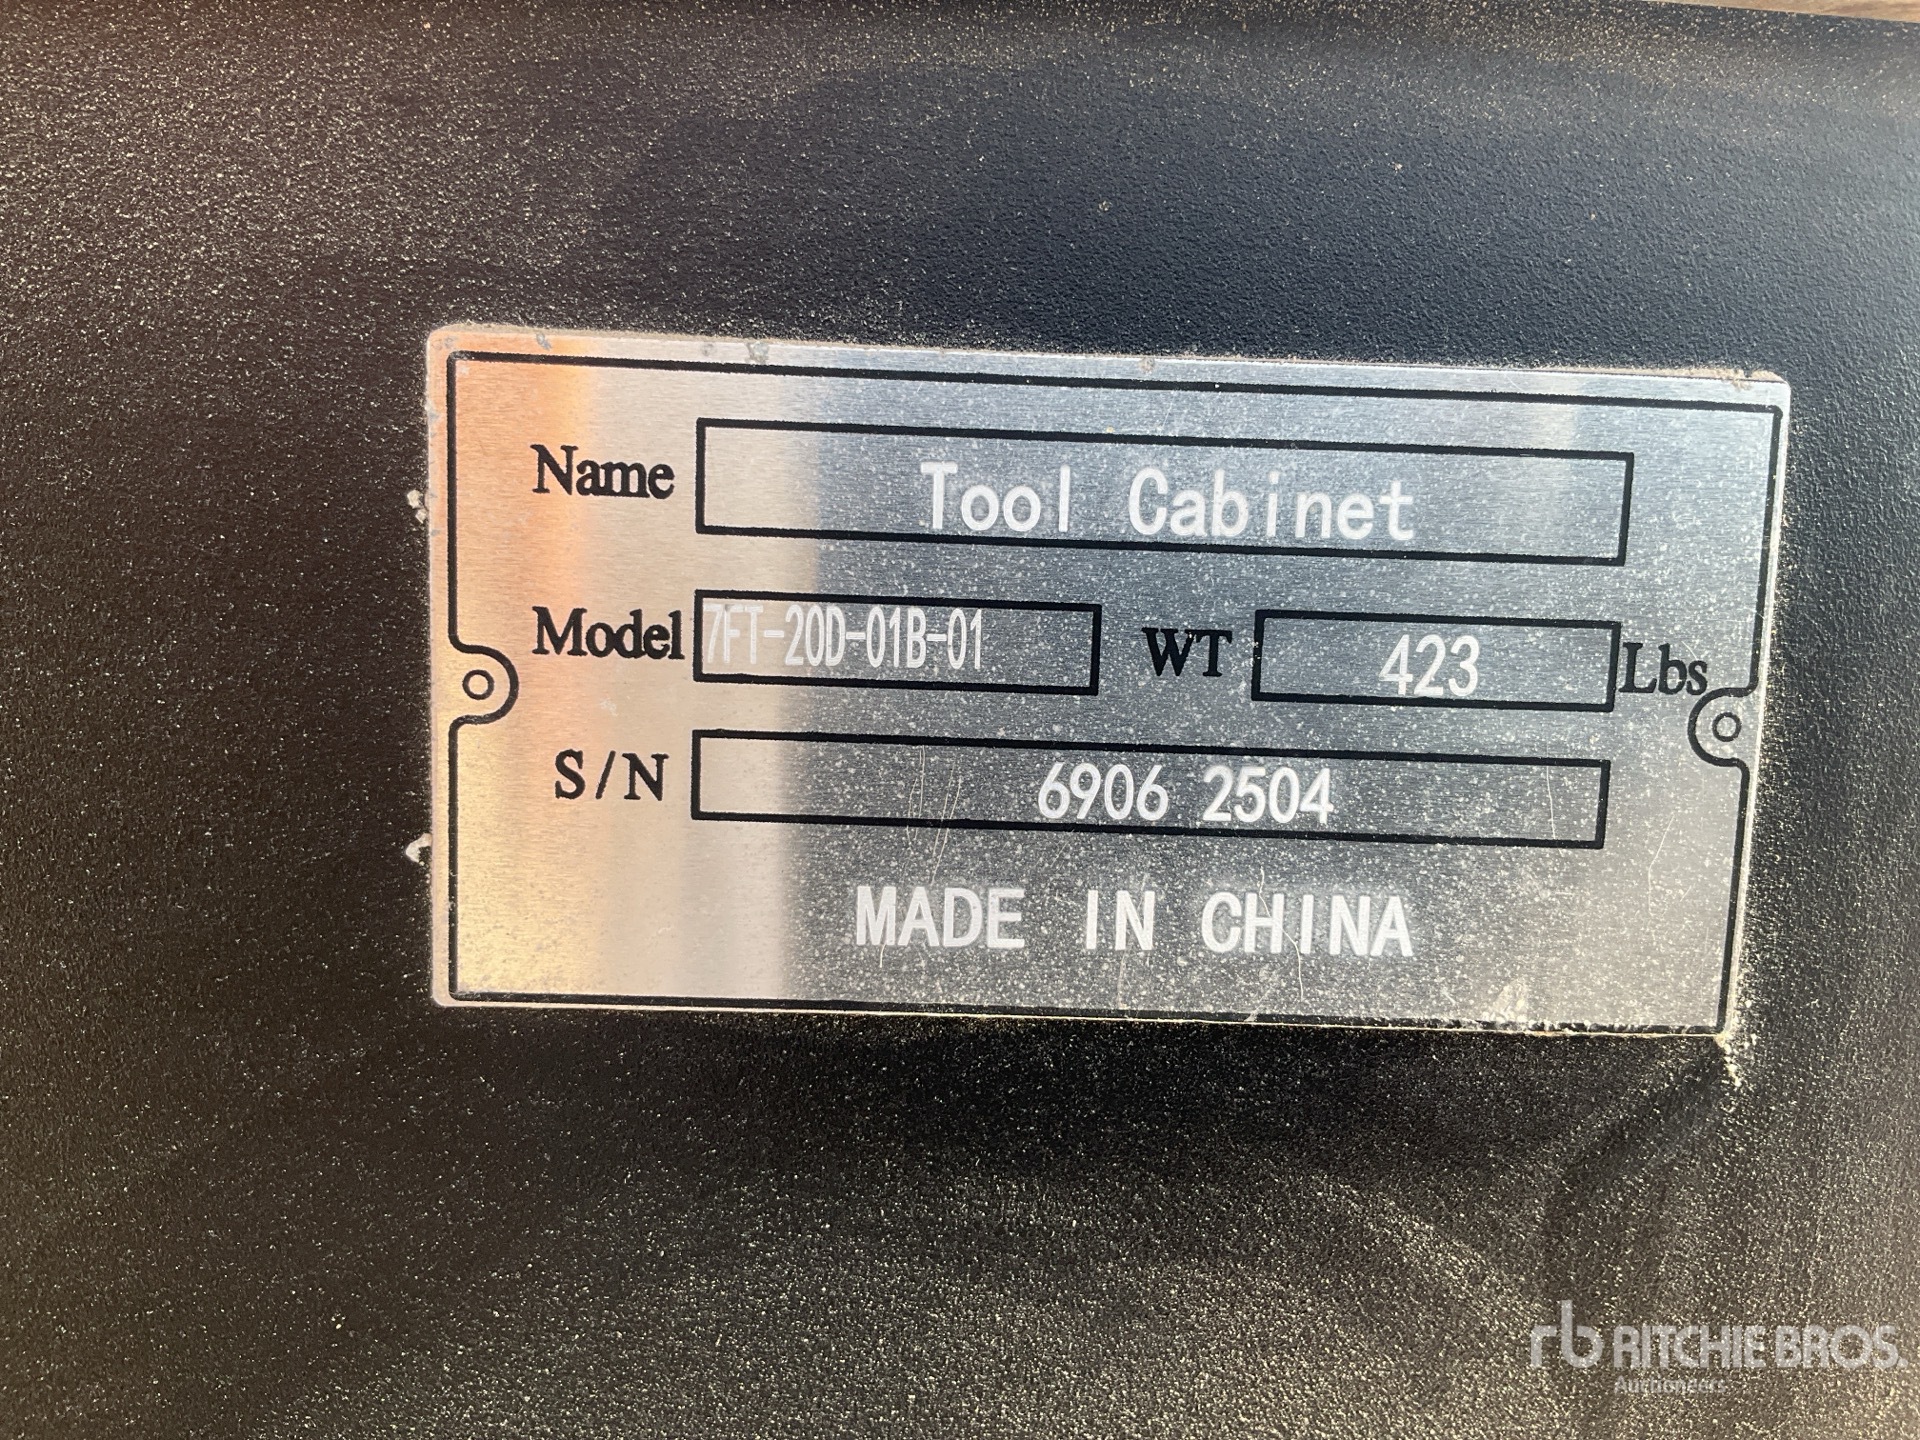 Name Tool Cabinet
Model 7FT-20D-01B-01 WT 423 Lbs
S/N 6906 2504
MADE IN CHINA
rb RITCHIE BROS.
Auctioneers